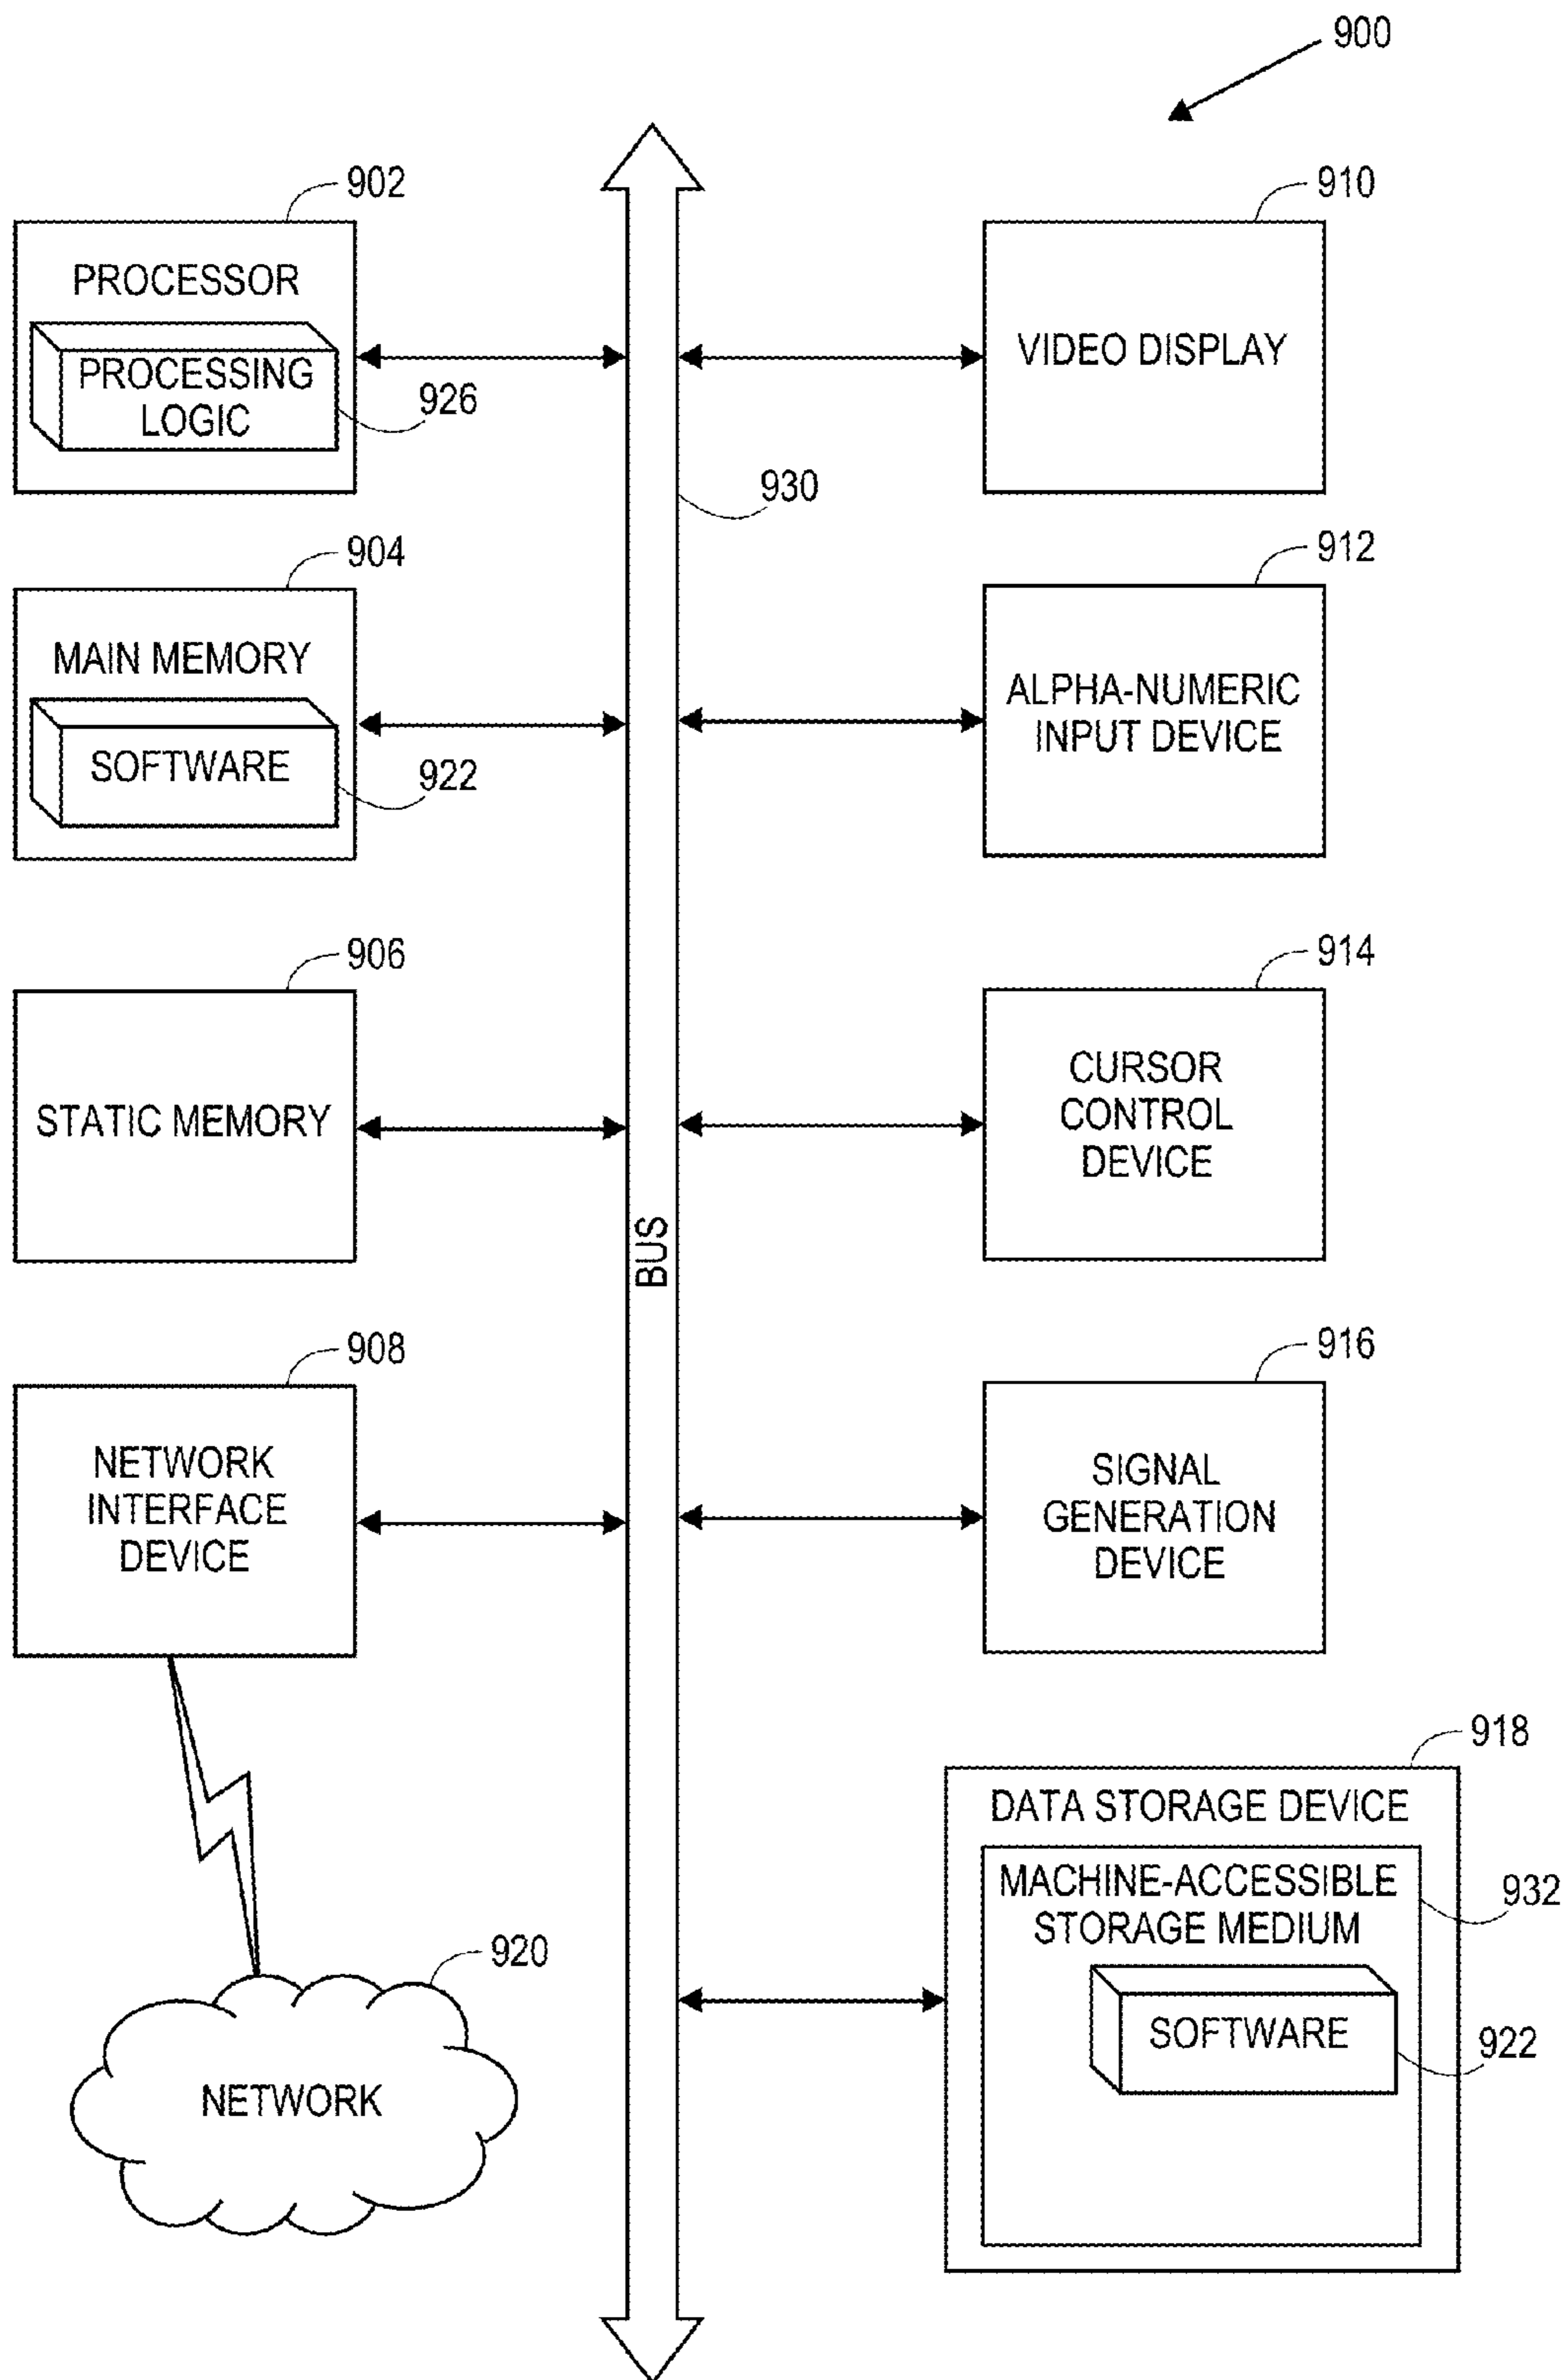 900
902
PROCESSOR
PROCESSING
LOGIC
926
904
MAIN MEMORY
SOFTWARE
922
906
STATIC MEMORY
908
NETWORK
INTERFACE
DEVICE
920
NETWORK
930
BUS
910
VIDEO DISPLAY
912
ALPHA-NUMERIC
INPUT DEVICE
914
CURSOR
CONTROL
DEVICE
916
SIGNAL
GENERATION
DEVICE
918
DATA STORAGE DEVICE
MACHINE-ACCESSIBLE
STORAGE MEDIUM
932
SOFTWARE
922